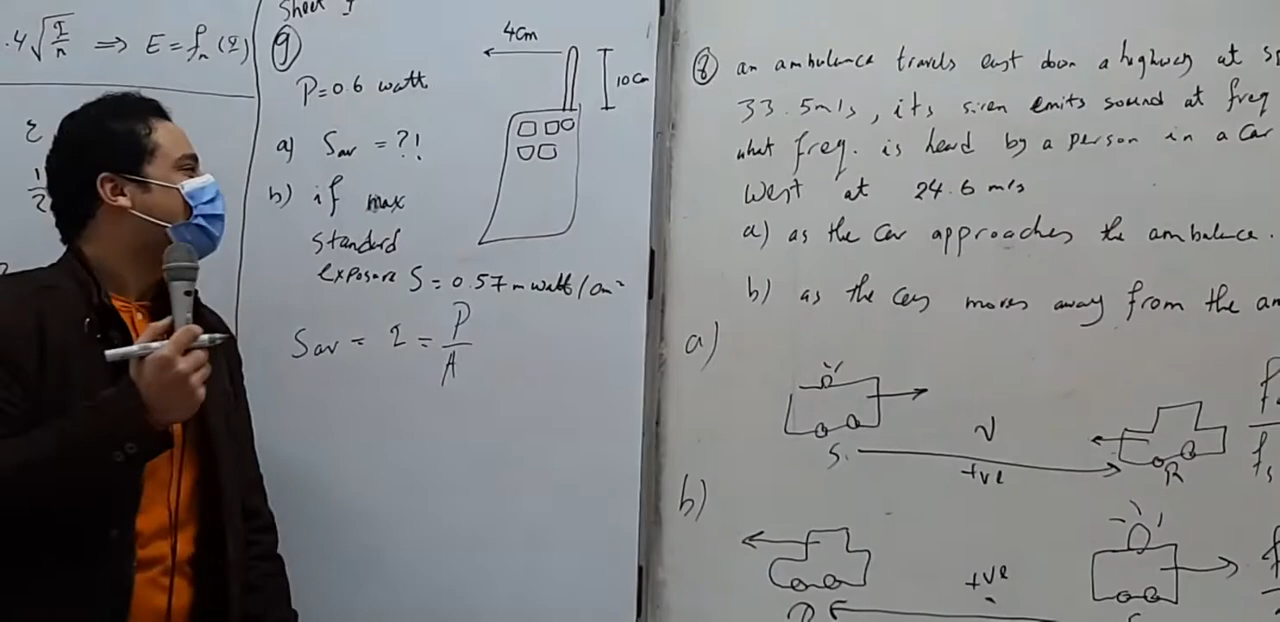 .4 √I/n ⇒ E = fn (I)
Sheet
9
4cm
10cm
P = 0.6 watt
a) Sav = ?!
b) if max
standard
exposure S = 0.57 m watt / cm²
Sav = I = P/A
8 an ambulance travels east down a highway at
33.5 m/s, its siren emits sound at freq
what freq. is heard by a person in a car
west at 24.6 m/s
a) as the car approaches the ambulance.
b) as the car moves away from the
a)
S.
v
+ve
R
b)
+ve